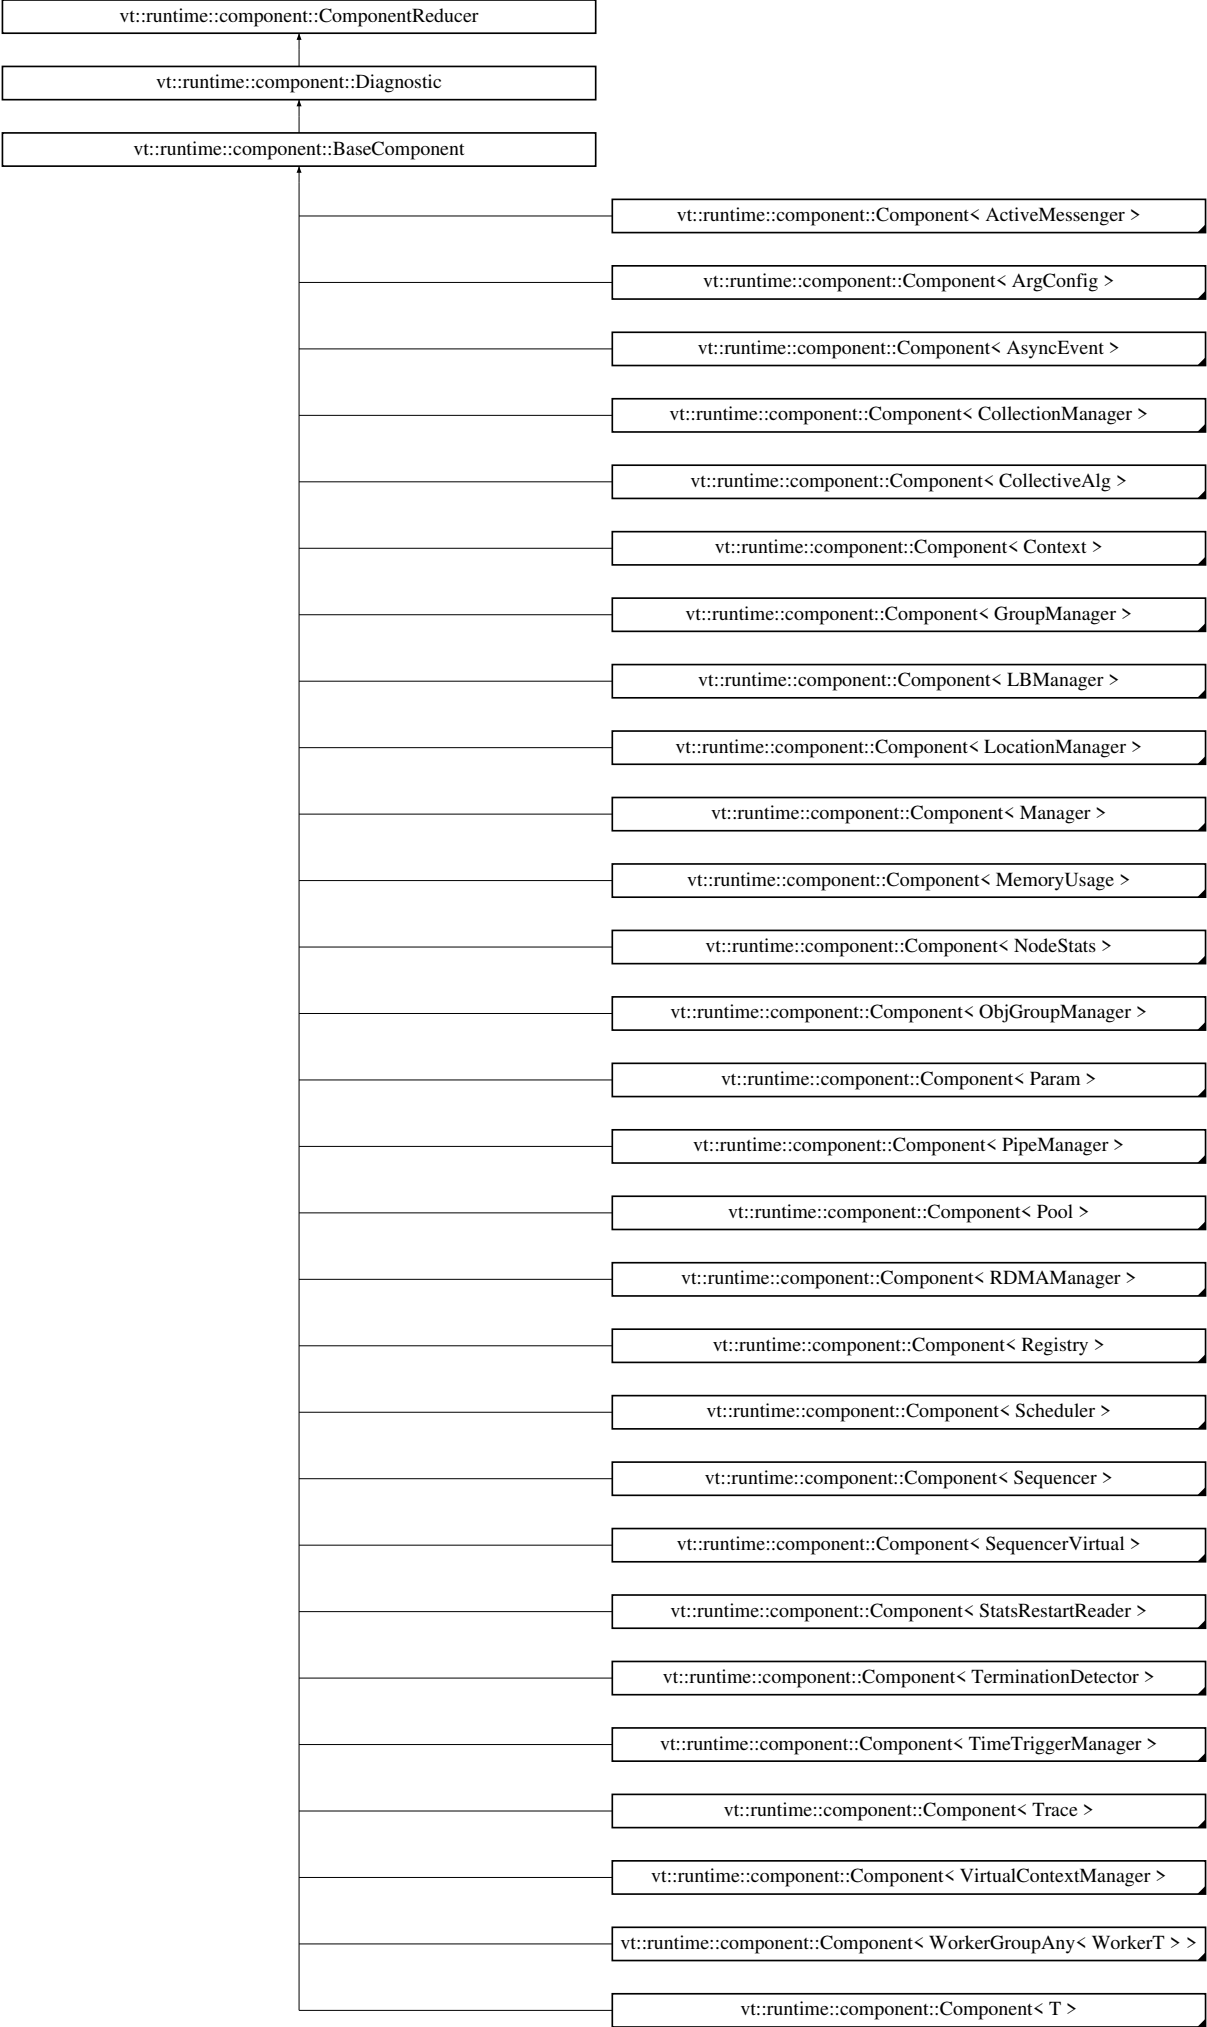 vt::runtime::component::ComponentReducer
vt::runtime::component::Diagnostic
vt::runtime::component::BaseComponent
vt::runtime::component::Component< ActiveMessenger >
vt::runtime::component::Component< ArgConfig >
vt::runtime::component::Component< AsyncEvent >
vt::runtime::component::Component< CollectionManager >
vt::runtime::component::Component< CollectiveAlg >
vt::runtime::component::Component< Context >
vt::runtime::component::Component< GroupManager >
vt::runtime::component::Component< LBManager >
vt::runtime::component::Component< LocationManager >
vt::runtime::component::Component< Manager >
vt::runtime::component::Component< MemoryUsage >
vt::runtime::component::Component< NodeStats >
vt::runtime::component::Component< ObjGroupManager >
vt::runtime::component::Component< Param >
vt::runtime::component::Component< PipeManager >
vt::runtime::component::Component< Pool >
vt::runtime::component::Component< RDMAManager >
vt::runtime::component::Component< Registry >
vt::runtime::component::Component< Scheduler >
vt::runtime::component::Component< Sequencer >
vt::runtime::component::Component< SequencerVirtual >
vt::runtime::component::Component< StatsRestartReader >
vt::runtime::component::Component< TerminationDetector >
vt::runtime::component::Component< TimeTriggerManager >
vt::runtime::component::Component< Trace >
vt::runtime::component::Component< VirtualContextManager >
vt::runtime::component::Component< WorkerGroupAny< WorkerT > >
vt::runtime::component::Component< T >